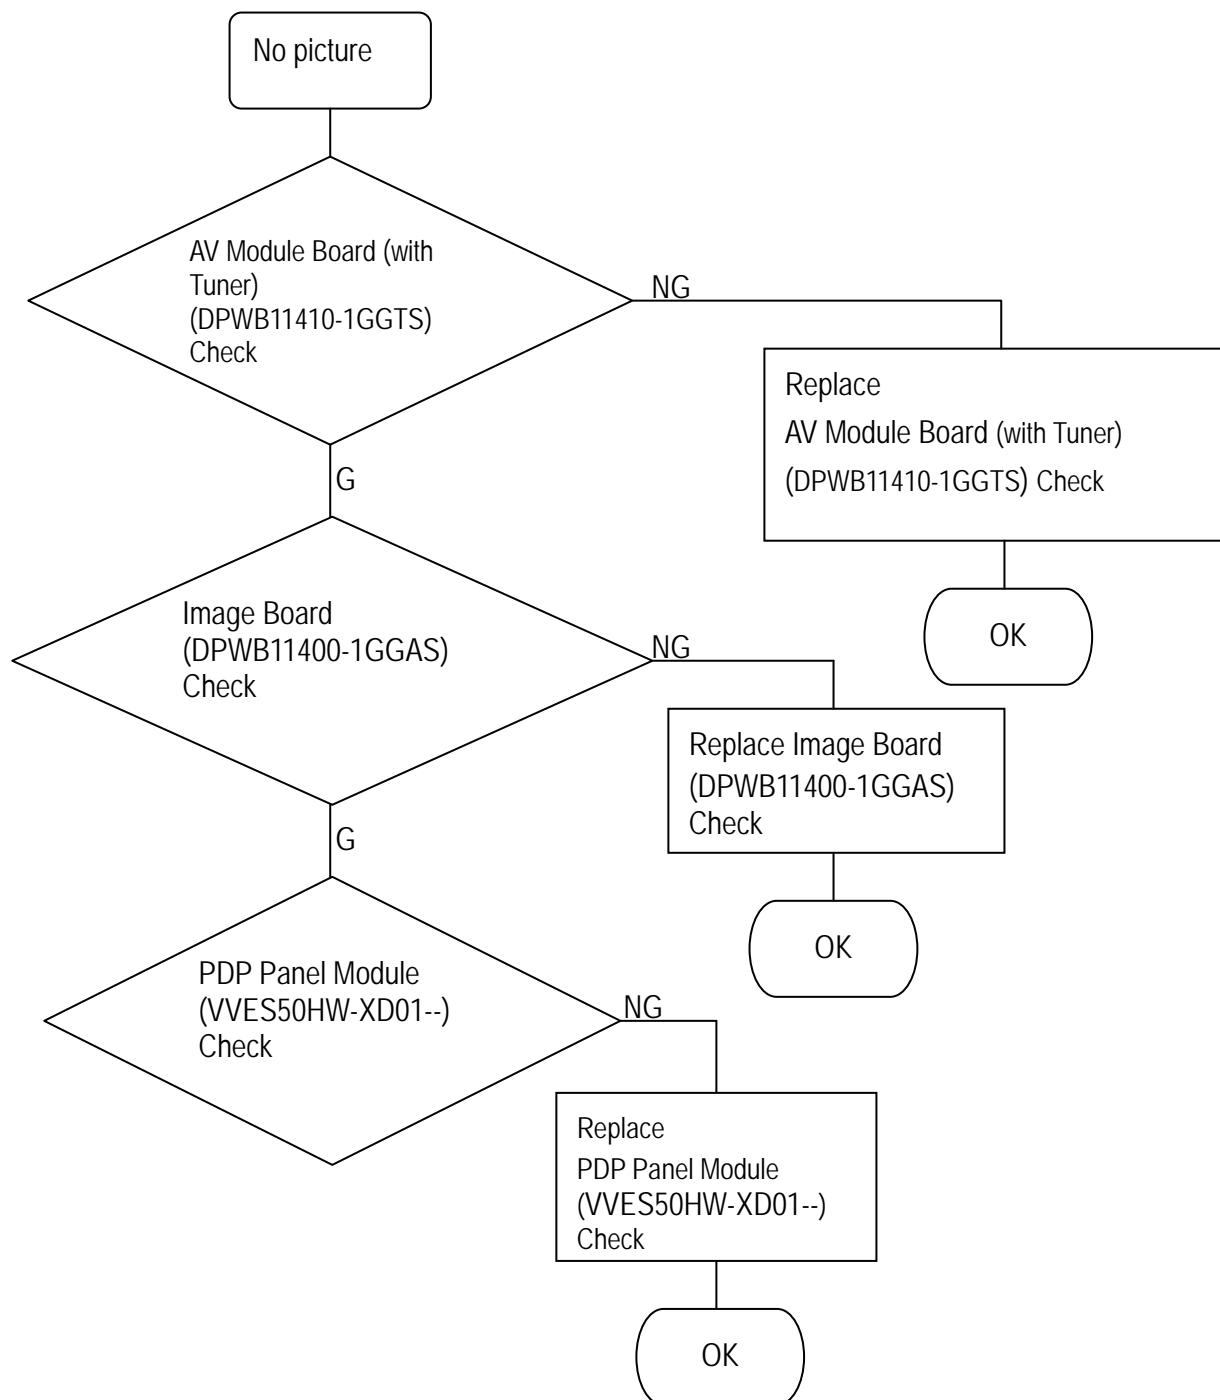 No picture
AV Module Board (with
Tuner)
(DPWB11410-1GGTS)
Check
NG
Replace
AV Module Board (with Tuner)
(DPWB11410-1GGTS) Check
OK
G
Image Board
(DPWB11400-1GGAS)
Check
NG
Replace Image Board
(DPWB11400-1GGAS)
Check
OK
G
PDP Panel Module
(VVES50HW-XD01--)
Check
NG
Replace
PDP Panel Module
(VVES50HW-XD01--)
Check
OK